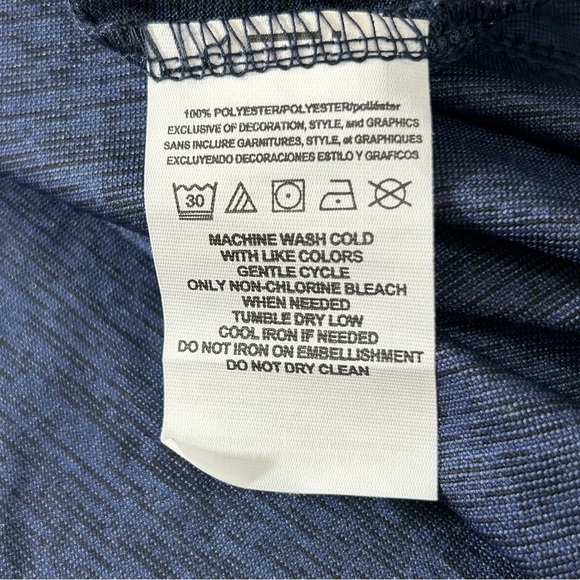 100% POLYESTER/POLYESTER/poliéster
EXCLUSIVE OF DECORATION, STYLE, and GRAPHICS
SANS INCLURE GARNITURES, STYLE, et GRAPHIQUES
EXCLUYENDO DECORACIONES ESTILO Y GRAFICOS
30
MACHINE WASH COLD
WITH LIKE COLORS
GENTLE CYCLE
ONLY NON-CHLORINE BLEACH
WHEN NEEDED
TUMBLE DRY LOW
COOL IRON IF NEEDED
DO NOT IRON ON EMBELLISHMENT
DO NOT DRY CLEAN